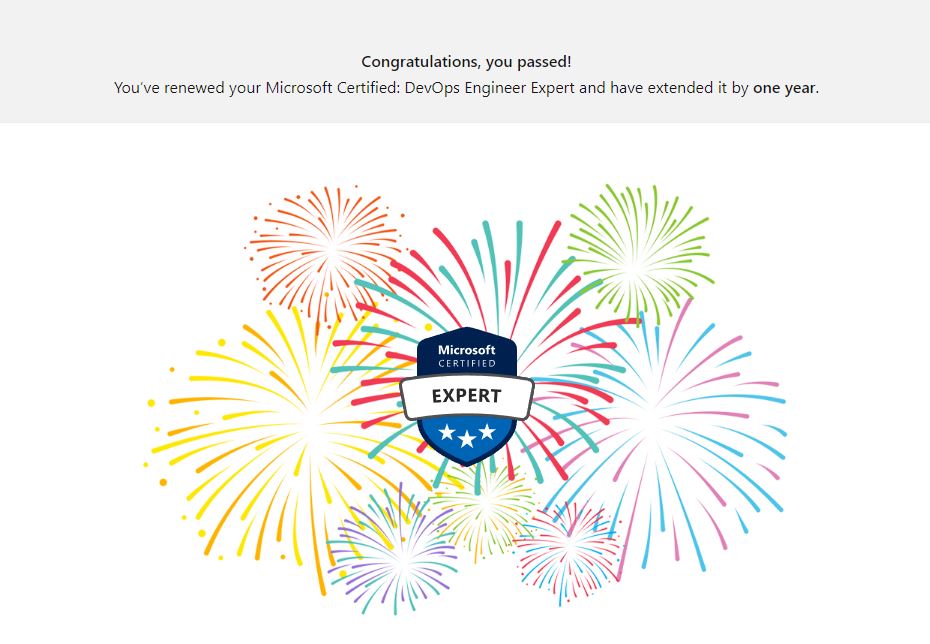 Congratulations, you passed!
You’ve renewed your Microsoft Certified: DevOps Engineer Expert and have extended it by one year.
Microsoft
CERTIFIED
EXPERT